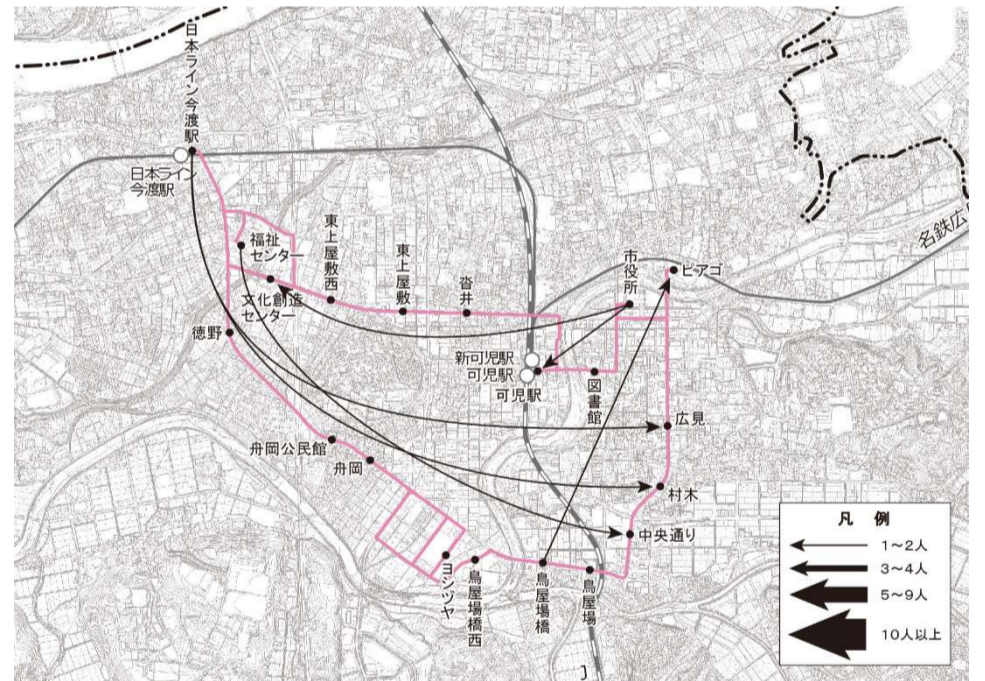 日本ライン今渡駅
日本ライン
今渡駅
福祉
センター
文化創造
センター
東上屋敷西
東上屋敷
沓井
市役所
ピアゴ
名鉄広
徳野
新可児駅
可児駅
可児駅
図書館
広見
舟岡公民館
舟岡
村木
中央通り
ヨシヅヤ
鳥屋場橋西
鳥屋場橋
鳥屋場
凡 例
1~2人
3~4人
5~9人
10人以上